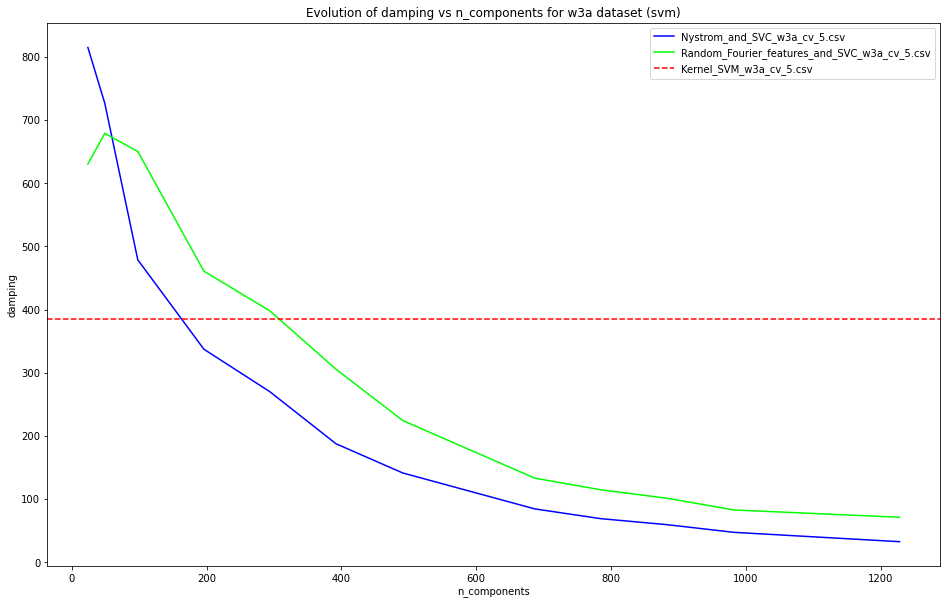 Evolution of damping vs n_components for w3a dataset (svm)
Nystrom_and_SVC_w3a_cv_5.csv
Random_Fourier_features_and_SVC_w3a_cv_5.csv
Kernel_SVM_w3a_cv_5.csv
800
700
600
500
400
300
200
100
0
damping
0 200 400 600 800 1000 1200
n_components